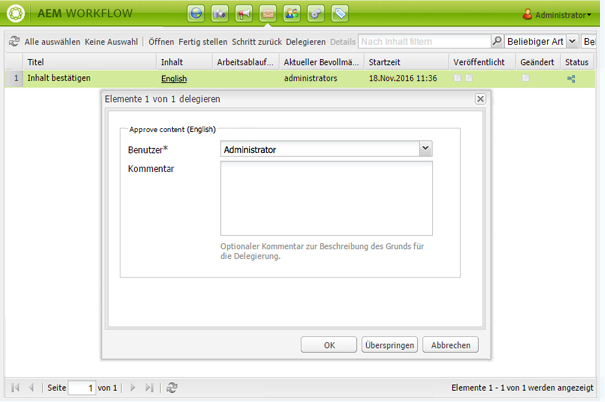 AEM WORKFLOW
Administrator
Alle auswählen Keine Auswahl Öffnen Fertig stellen Schritt zurück Delegieren Details Nach Inhalt filtern Beliebiger Art Bei
Titel Inhalt Arbeitsablauf... Aktueller Bevollmä... Startzeit Veröffentlicht Geändert Status
1 Inhalt bestätigen English administrators 18.Nov.2016 11:36
Elemente 1 von 1 delegieren
Approve content (English)
Benutzer* Administrator
Kommentar
Optionaler Kommentar zur Beschreibung des Grunds für
die Delegierung.
OK Überspringen Abbrechen
Seite 1 von 1 Elemente 1 - 1 von 1 werden angezeigt